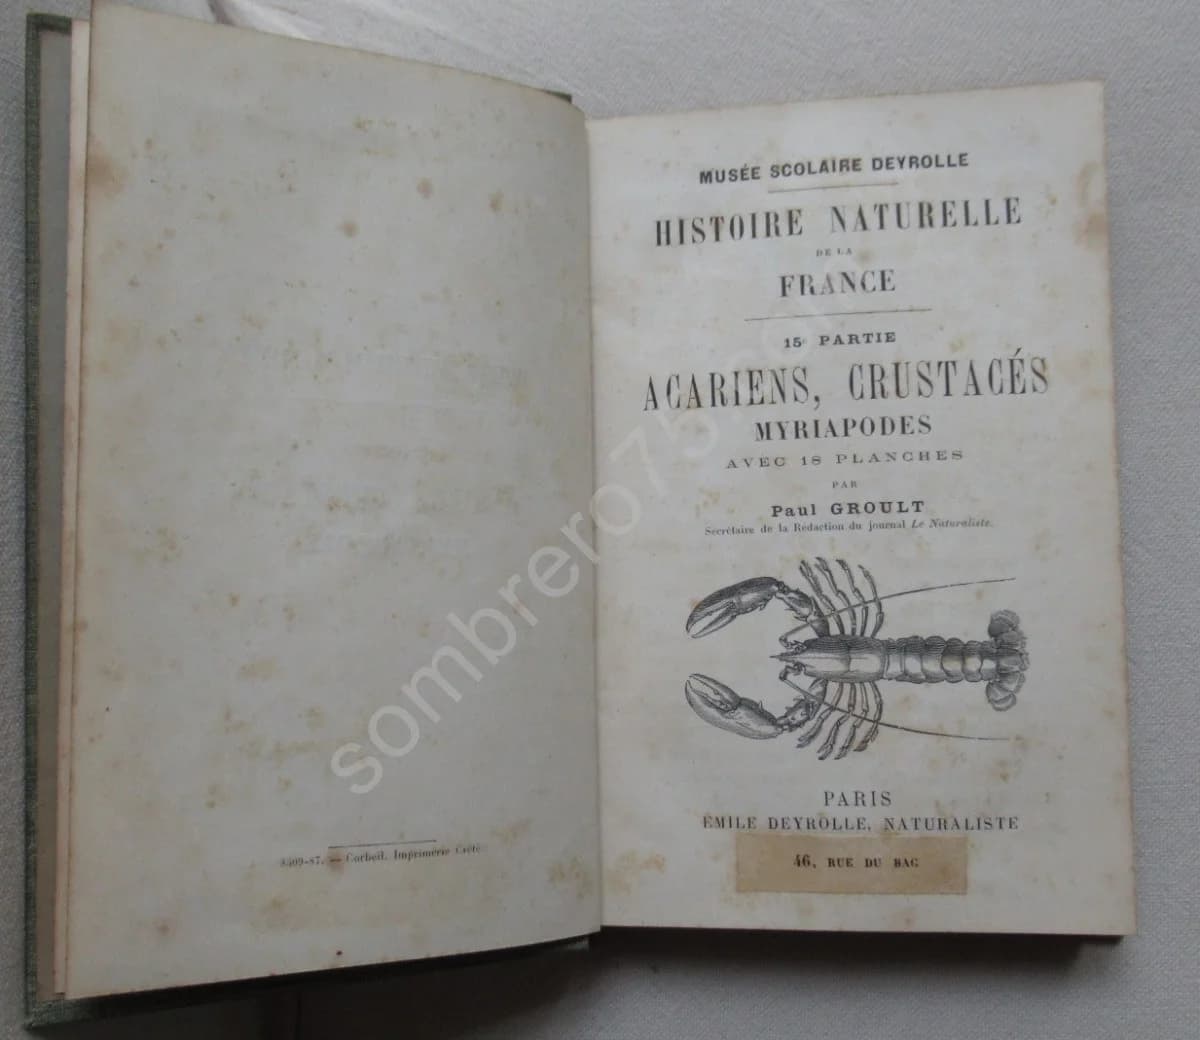 3309-87. — Corbeil. Imprimerie Crété.
MUSÉE SCOLAIRE DEYROLLE
HISTOIRE NATURELLE
DE LA
FRANCE
15e PARTIE
ACARIENS, CRUSTACÉS
MYRIAPODES
AVEC 18 PLANCHES
PAR
Paul GROULT
Secrétaire de la Rédaction du journal Le Naturaliste.
PARIS
ÉMILE DEYROLLE, NATURALISTE
46, RUE DU BAC